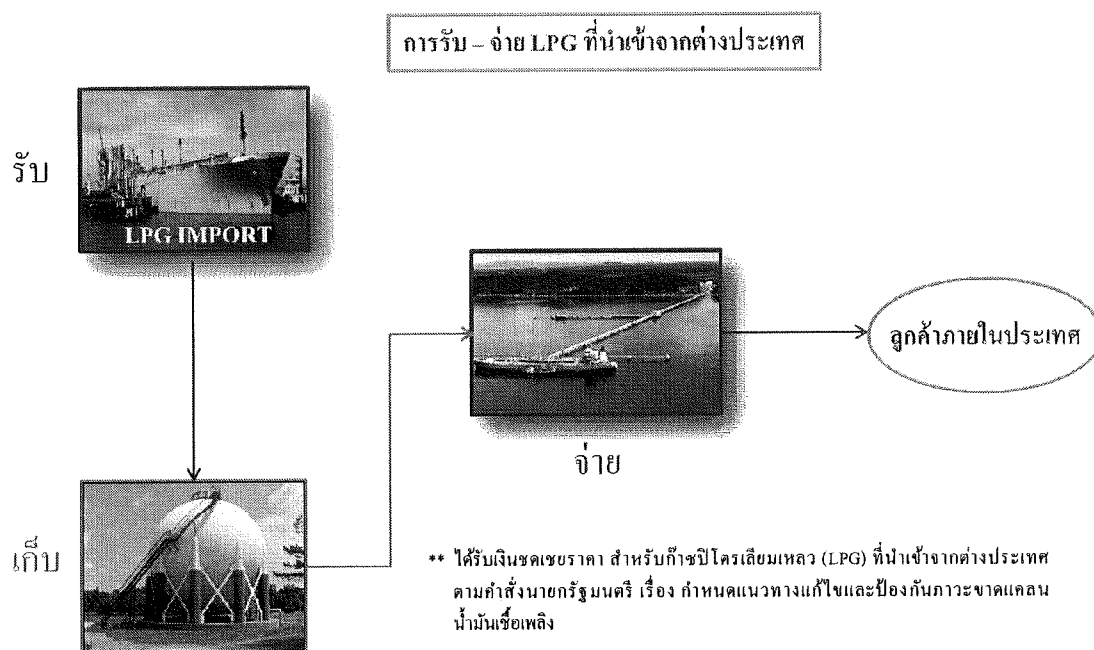 การรับ – จ่าย LPG ที่นำเข้าจากต่างประเทศ
รับ
LPG IMPORT
ลูกค้าภายในประเทศ
จ่าย
เก็บ
** ได้รับเงินชดเชยราคา สำหรับก๊าซปิโตรเลียมเหลว (LPG) ที่นำเข้าจากต่างประเทศ
ตามคำสั่งนายกรัฐมนตรี เรื่อง กำหนดแนวทางแก้ไขและป้องกันภาวะขาดแคลน
น้ำมันเชื้อเพลิง